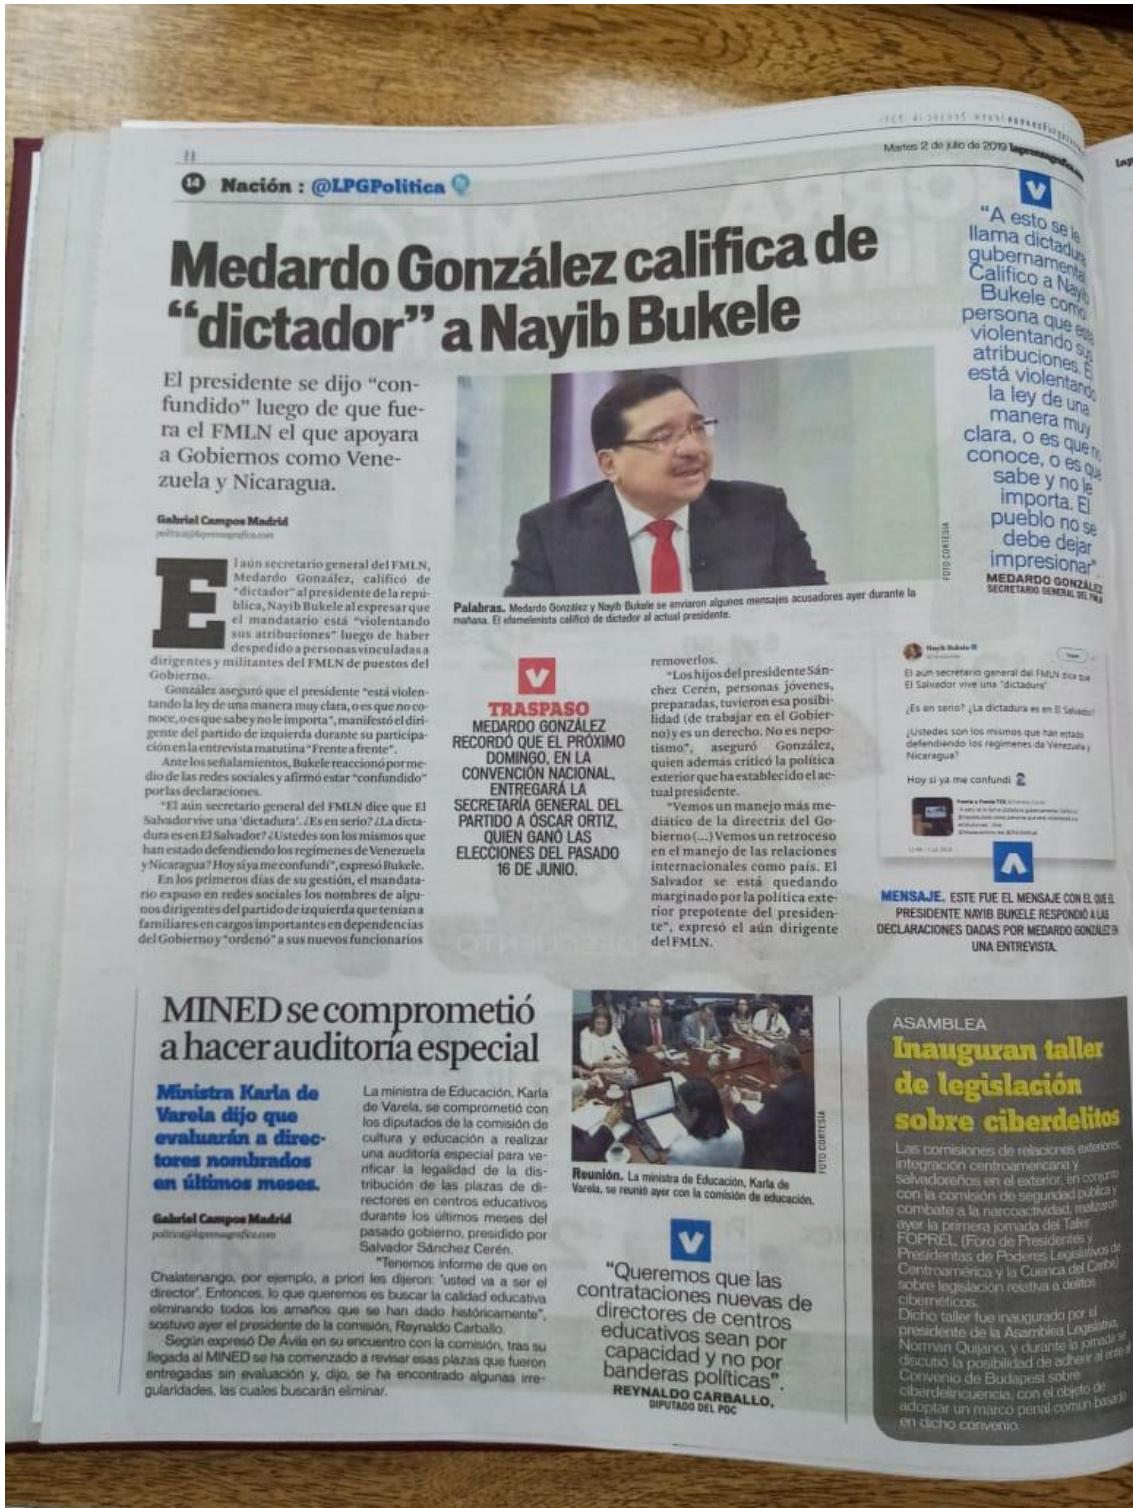 Martes 2 de julio de 2019 laprensagrafica.com
14 Nación : @LPGPolitica
Medardo González califica de
“dictador” a Nayib Bukele
El presidente se dijo “con-
fundido” luego de que fue-
ra el FMLN el que apoyara
a Gobiernos como Vene-
zuela y Nicaragua.
Gabriel Campos Madrid
politica@laprensagrafica.com
El aún secretario general del FMLN,
Medardo González, calificó de
“dictador” al presidente de la repú-
blica, Nayib Bukele al expresar que
el mandatario está “violentando
sus atribuciones” luego de haber
despedido a personas vinculadas a
dirigentes y militantes del FMLN de puestos del
Gobierno.
González aseguró que el presidente “está violen-
tando la ley de una manera muy clara, o es que no co-
noce, o es que sabe y no le importa”, manifestó el diri-
gente del partido de izquierda durante su participa-
ción en la entrevista matutina “Frente a frente”.
Ante los señalamientos, Bukele reaccionó por me-
dio de las redes sociales y afirmó estar “confundido”
por las declaraciones.
“El aún secretario general del FMLN dice que El
Salvador vive una ‘dictadura’. ¿Es en serio? ¿La dicta-
dura es en El Salvador? ¿Ustedes son los mismos que
han estado defendiendo los regímenes de Venezuela
y Nicaragua? Hoy sí ya me confundí”, expresó Bukele.
En los primeros días de su gestión, el mandata-
rio expuso en redes sociales los nombres de algu-
nos dirigentes del partido de izquierda que tenían a
familiares en cargos importantes en dependencias
del Gobierno y “ordenó” a sus nuevos funcionarios
Palabras. Medardo González y Nayib Bukele se enviaron algunos mensajes acusadores ayer durante la
mañana. El efemelenista calificó de dictador al actual presidente.
FOTO CORTESÍA
TRASPASO
MEDARDO GONZÁLEZ
RECORDÓ QUE EL PRÓXIMO
DOMINGO, EN LA
CONVENCIÓN NACIONAL,
ENTREGARÁ LA
SECRETARÍA GENERAL DEL
PARTIDO A ÓSCAR ORTIZ,
QUIEN GANÓ LAS
ELECCIONES DEL PASADO
16 DE JUNIO.
removerlos.
“Los hijos del presidente Sán-
chez Cerén, personas jóvenes,
preparadas, tuvieron esa posibi-
lidad (de trabajar en el Gobier-
no) y es un derecho. No es nepo-
tismo”, aseguró González,
quien además criticó la política
exterior que ha establecido el ac-
tual presidente.
“Vemos un manejo más me-
diático de la directriz del Go-
bierno (...) Vemos un retroceso
en el manejo de las relaciones
internacionales como país. El
Salvador se está quedando
marginado por la política exte-
rior prepotente del presiden-
te”, expresó el aún dirigente
del FMLN.
“A esto se le
llama dictadura
gubernamental.
Califico a Nayib
Bukele como
persona que está
violentando sus
atribuciones. Él
está violentando
la ley de una
manera muy
clara, o es que no
conoce, o es que
sabe y no le
importa. El
pueblo no se
debe dejar
impresionar”.
MEDARDO GONZÁLEZ
SECRETARIO GENERAL DEL FMLN
Nayib Bukele
El aún secretario general del FMLN dice que
El Salvador vive una "dictadura"
¿Es en serio? ¿La dictadura es en El Salvador?
¿Ustedes son los mismos que han estado
defendiendo los regímenes de Venezuela y
Nicaragua?
Hoy sí ya me confundí
MENSAJE. ESTE FUE EL MENSAJE CON EL QUE EL
PRESIDENTE NAYIB BUKELE RESPONDIÓ A LAS
DECLARACIONES DADAS POR MEDARDO GONZÁLEZ EN
UNA ENTREVISTA.
MINED se comprometió
a hacer auditoría especial
Ministra Karla de
Varela dijo que
evaluarán a direc-
tores nombrados
en últimos meses.
Gabriel Campos Madrid
politica@laprensagrafica.com
La ministra de Educación, Karla
de Varela, se comprometió con
los diputados de la comisión de
cultura y educación a realizar
una auditoría especial para ve-
rificar la legalidad de la dis-
tribución de las plazas de di-
rectores en centros educativos
durante los últimos meses del
pasado gobierno, presidido por
Salvador Sánchez Cerén.
“Tenemos informe de que en
Chalatenango, por ejemplo, a priori les dijeron: ‘usted va a ser el
director’. Entonces, lo que queremos es buscar la calidad educativa
eliminando todos los amaños que se han dado históricamente”,
sostuvo ayer el presidente de la comisión, Reynaldo Carballo.
Según expresó De Ávila en su encuentro con la comisión, tras su
llegada al MINED se ha comenzado a revisar esas plazas que fueron
entregadas sin evaluación y, dijo, se ha encontrado algunas irre-
gularidades, las cuales buscarán eliminar.
FOTO CORTESÍA
Reunión. La ministra de Educación, Karla de
Varela, se reunió ayer con la comisión de educación.
“Queremos que las
contrataciones nuevas de
directores de centros
educativos sean por
capacidad y no por
banderas políticas”.
REYNALDO CARBALLO,
DIPUTADO DEL PDC
ASAMBLEA
Inauguran taller
de legislación
sobre ciberdelitos
Las comisiones de relaciones exteriores,
integración centroamericana y
salvadoreños en el exterior, en conjunto
con la comisión de seguridad pública y
combate a la narcoactividad, realizaron
ayer la primera jornada del Taller
FOPREL (Foro de Presidentes y
Presidentas de Poderes Legislativos de
Centroamérica y la Cuenca del Caribe)
sobre legislación relativa a delitos
cibernéticos.
Dicho taller fue inaugurado por el
presidente de la Asamblea Legislativa,
Norman Quijano, y durante la jornada se
discutió la posibilidad de adherir al ente al
Convenio de Budapest sobre
ciberdelincuencia, con el objeto de
adoptar un marco penal común basado
en dicho convenio.